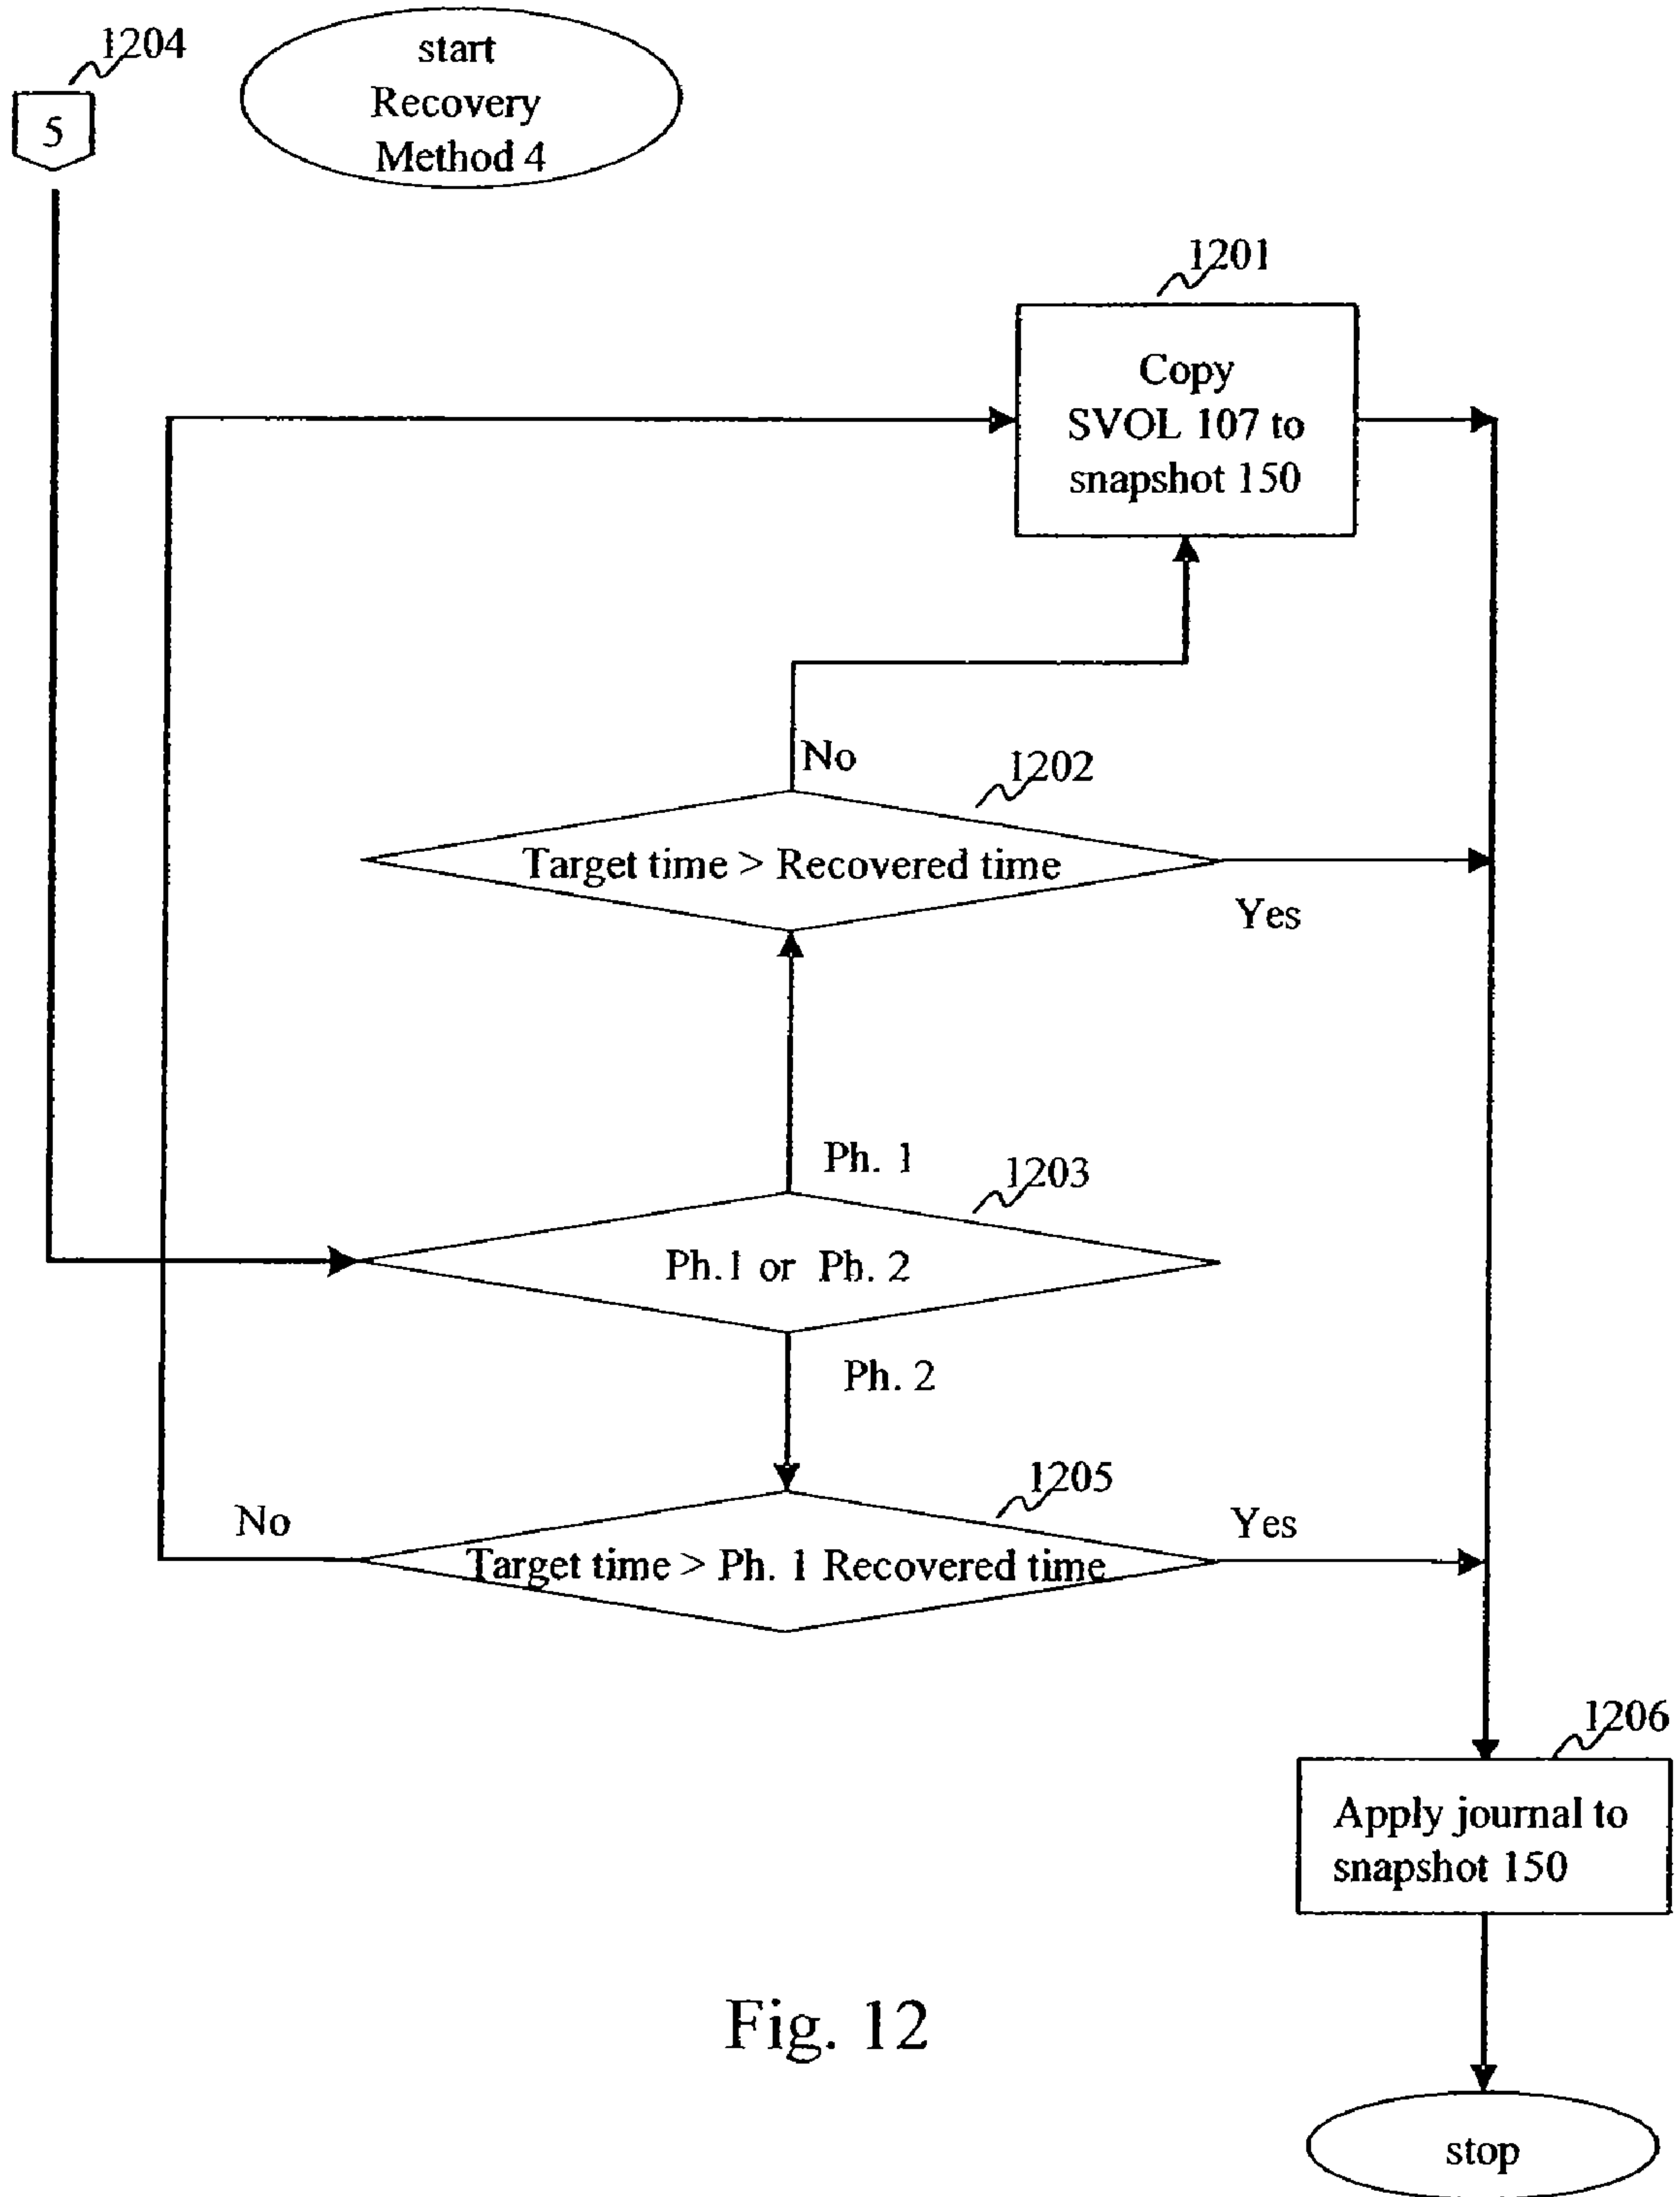 1204
5
start
Recovery
Method 4
1201
Copy
SVOL 107 to
snapshot 150
No
1202
Target time > Recovered time
Yes
Ph. 1
1203
Ph.1 or Ph. 2
Ph. 2
1205
No
Yes
Target time > Ph. 1 Recovered time
1206
Apply journal to
snapshot 150
Fig. 12
stop